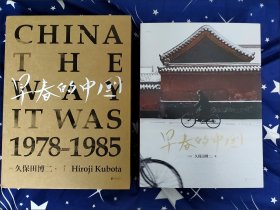 CHINA
THE
WAY
早春的中国
IT WAS
1978–1985
久保田博二
Hiroji Kubota
早春的中国
久保田博二